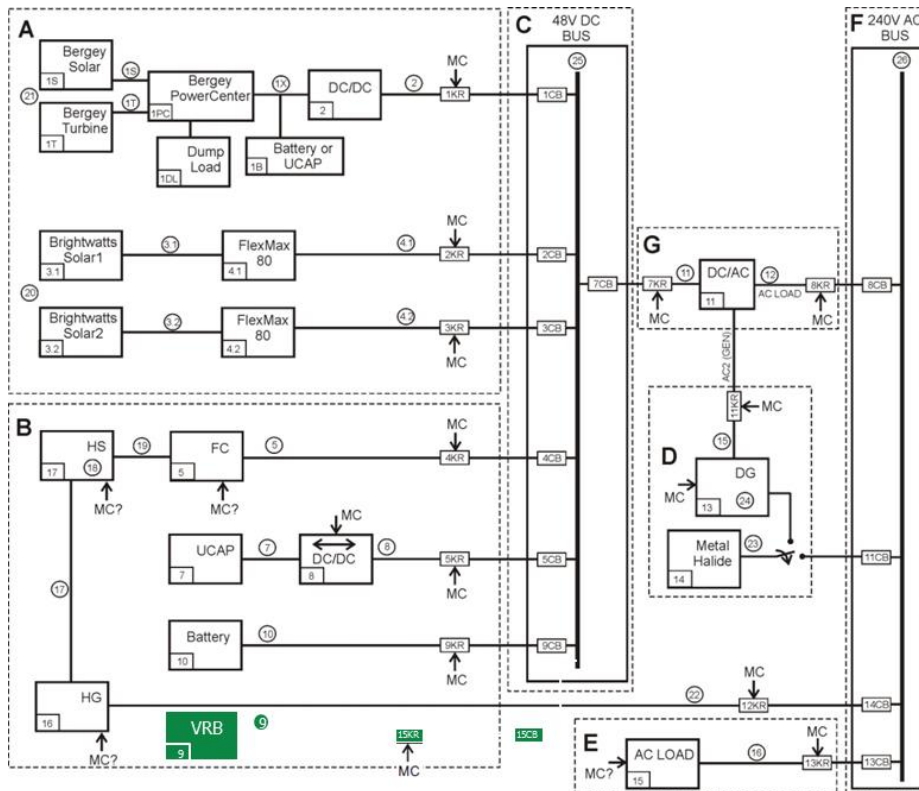 A
C
48V DC
BUS
F
240V AC
BUS
Bergey
Solar
1S
1S
21
Bergey
Turbine
1T
1T
Bergey
PowerCenter
1PC
1X
DC/DC
2
2
MC
1KR
1CB
25
26
Dump
Load
1DL
Battery or
UCAP
1B
Brightwatts
Solar1
3.1
3.1
FlexMax
80
4.1
4.1
MC
2KR
2CB
20
Brightwatts
Solar2
3.2
3.2
FlexMax
80
4.2
4.2
3KR
MC
3CB
7CB
G
7KR
MC
11
DC/AC
11
12
AC LOAD
8KR
MC
8CB
AC2 (GEN)
B
HS
17
18
MC?
19
FC
5
MC?
5
MC
4KR
4CB
11KR
MC
15
D
DG
13
24
MC
Metal
Halide
14
23
11CB
UCAP
7
7
MC
DC/DC
8
8
5KR
MC
5CB
17
Battery
10
10
9KR
MC
9CB
HG
16
MC?
22
MC
12KR
14CB
VRB
9
9
15KR
MC
15CB
E
MC?
AC LOAD
15
16
MC
13KR
13CB